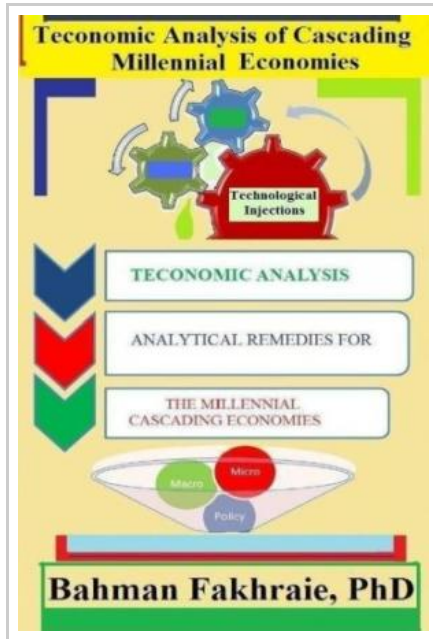 Teconomic Analysis of Cascading
Millennial Economies
Technological
Injections
TECONOMIC ANALYSIS
ANALYTICAL REMEDIES FOR
THE MILLENNIAL
CASCADING ECONOMIES
Micro
Macro
Policy
Bahman Fakhraie, PhD